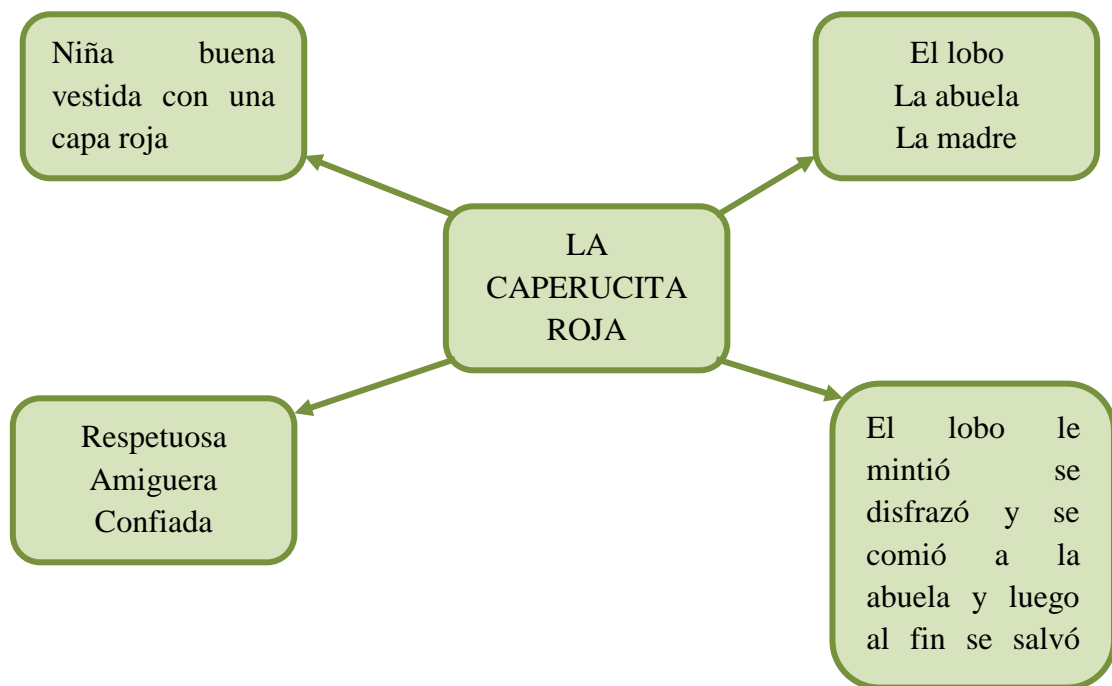 Niña buena
vestida con una
capa roja
El lobo
La abuela
La madre
LA
CAPERUCITA
ROJA
Respetuosa
Amiguera
Confiada
El lobo le
mintió se
disfrazó y se
comió a la
abuela y luego
al fin se salvó